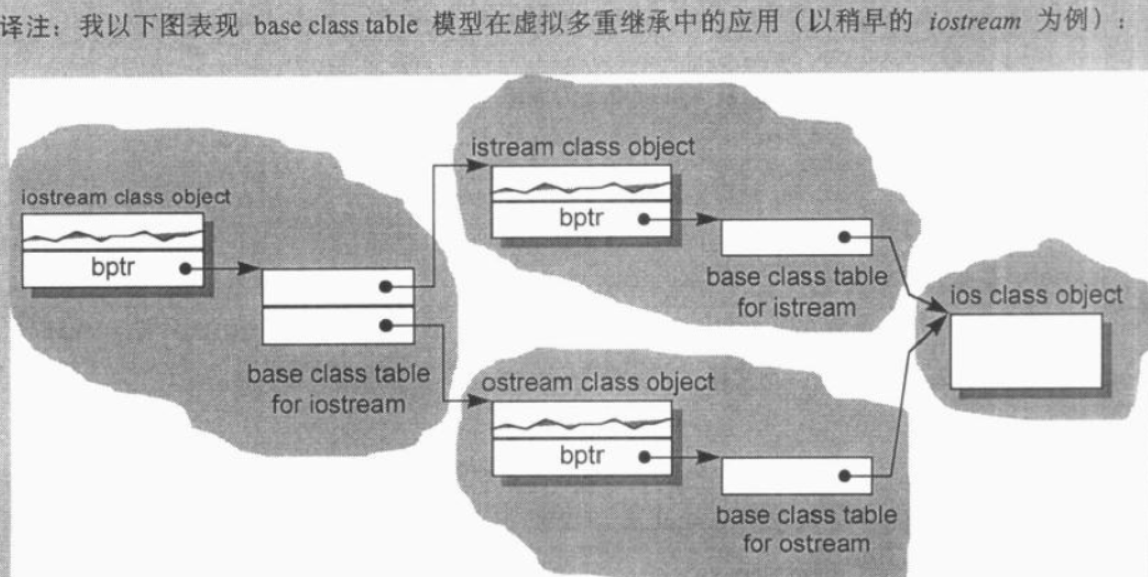 译注：我以下图表现 base class table 模型在虚拟多重继承中的应用（以稍早的 iostream 为例）：
iostream class object
bptr
base class table
for iostream
istream class object
bptr
base class table
for istream
ostream class object
bptr
base class table
for ostream
ios class object